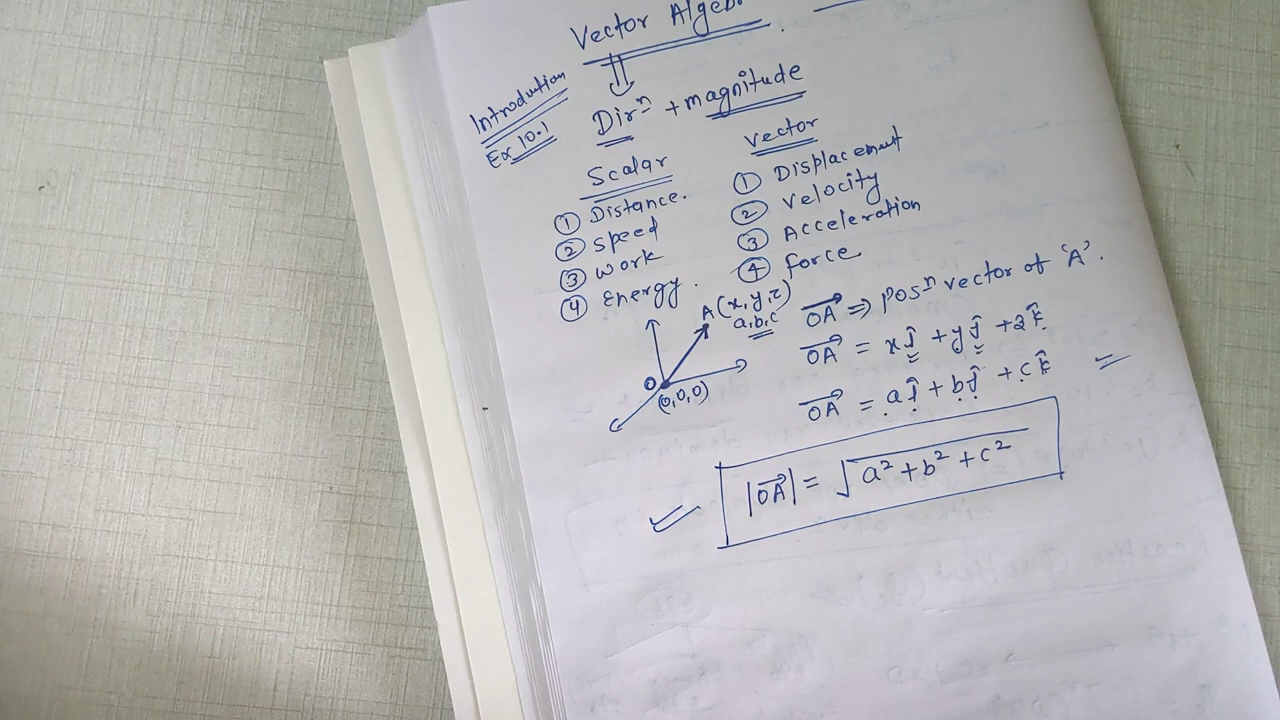 Vector Algeb.
Introduction
Ex 10.1
Dirⁿ + magnitude
Scalar
① Distance.
② Speed
③ Work
④ Energy.
Vector
① Displacement
② Velocity
③ Acceleration
④ force
A(x,y,z)
a,b,c
O
(0,0,0)
OA⃗ ⇒ posⁿ vector of 'A'.
OA⃗ = xĵ + yĵ + zk̂
OA⃗ = aĵ + bĵ + ck̂
|OA⃗| = √a² + b² + c²